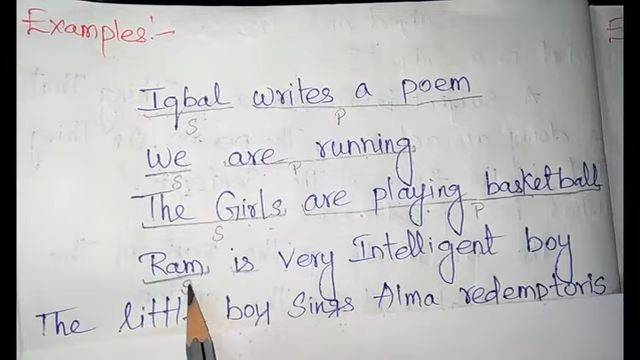 Examples:-
Iqbal writes a poem
S P
We are running
S P
The Girls are playing basketball
S P
Ram is very Intelligent boy
S
The little boy Sings Alma redemptoris